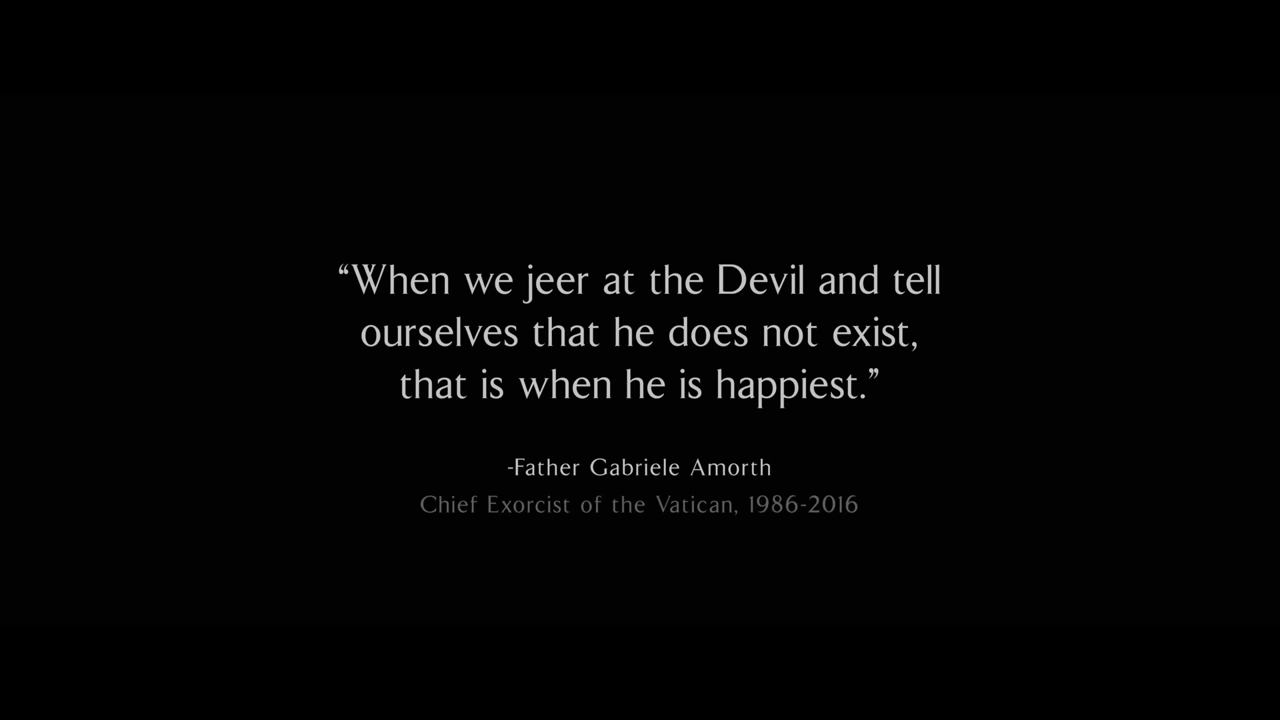 “When we jeer at the Devil and tell
ourselves that he does not exist,
that is when he is happiest.”
-Father Gabriele Amorth
Chief Exorcist of the Vatican, 1986-2016